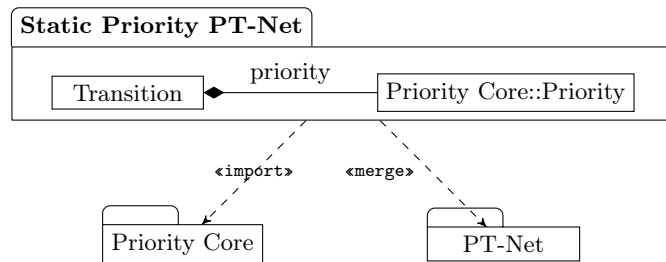 Static Priority PT-Net
priority
Transition
Priority Core::Priority
«import»
«merge»
Priority Core
PT-Net